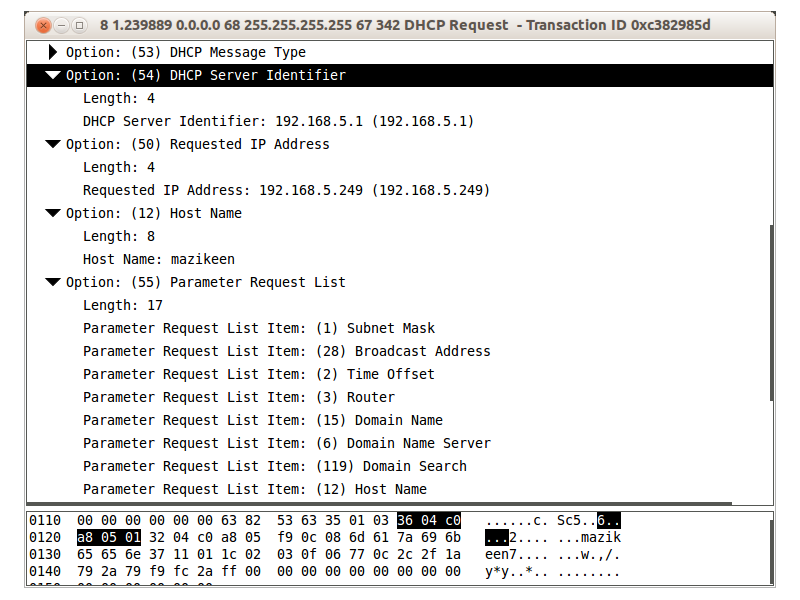 8 1.239889 0.0.0.0 68 255.255.255.255 67 342 DHCP Request - Transaction ID 0xc382985d
Option: (53) DHCP Message Type
Option: (54) DHCP Server Identifier
Length: 4
DHCP Server Identifier: 192.168.5.1 (192.168.5.1)
Option: (50) Requested IP Address
Length: 4
Requested IP Address: 192.168.5.249 (192.168.5.249)
Option: (12) Host Name
Length: 8
Host Name: mazikeen
Option: (55) Parameter Request List
Length: 17
Parameter Request List Item: (1) Subnet Mask
Parameter Request List Item: (28) Broadcast Address
Parameter Request List Item: (2) Time Offset
Parameter Request List Item: (3) Router
Parameter Request List Item: (15) Domain Name
Parameter Request List Item: (6) Domain Name Server
Parameter Request List Item: (119) Domain Search
Parameter Request List Item: (12) Host Name
0110 00 00 00 00 00 00 63 82 53 63 35 01 03 36 04 c0 ......c. Sc5..6..
0120 a8 05 01 32 04 c0 a8 05 f9 0c 08 6d 61 7a 69 6b ...2.... ...mazik
0130 65 65 6e 37 11 01 1c 02 03 0f 06 77 0c 2c 2f 1a een7.... ...w.,/.
0140 79 2a 79 f9 fc 2a ff 00 00 00 00 00 00 00 00 00 y*y..*.. ........